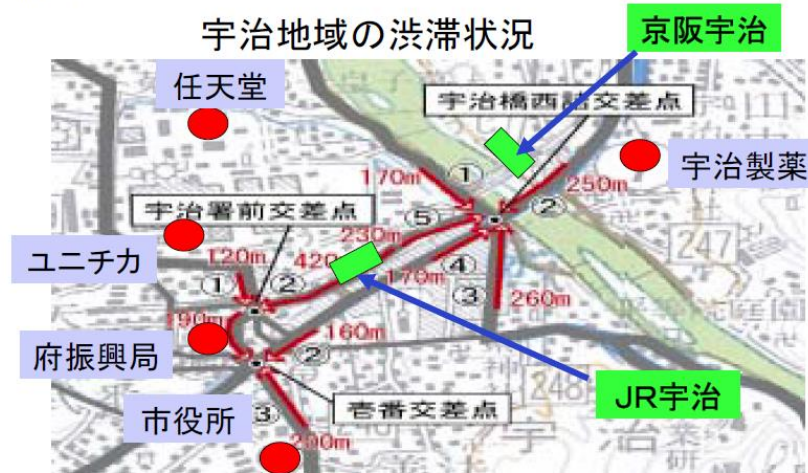 宇治地域の渋滞状況
京阪宇治
任天堂
宇治橋西詰交差点
宇治製薬
170m
①
250m
②
宇治署前交差点
⑤
230m
247
ユニチカ
120m
420
①
②
170m
④
③
260m
190m
160m
②
府振興局
248
JR宇治
市役所
③
壱番交差点
200m
宇治